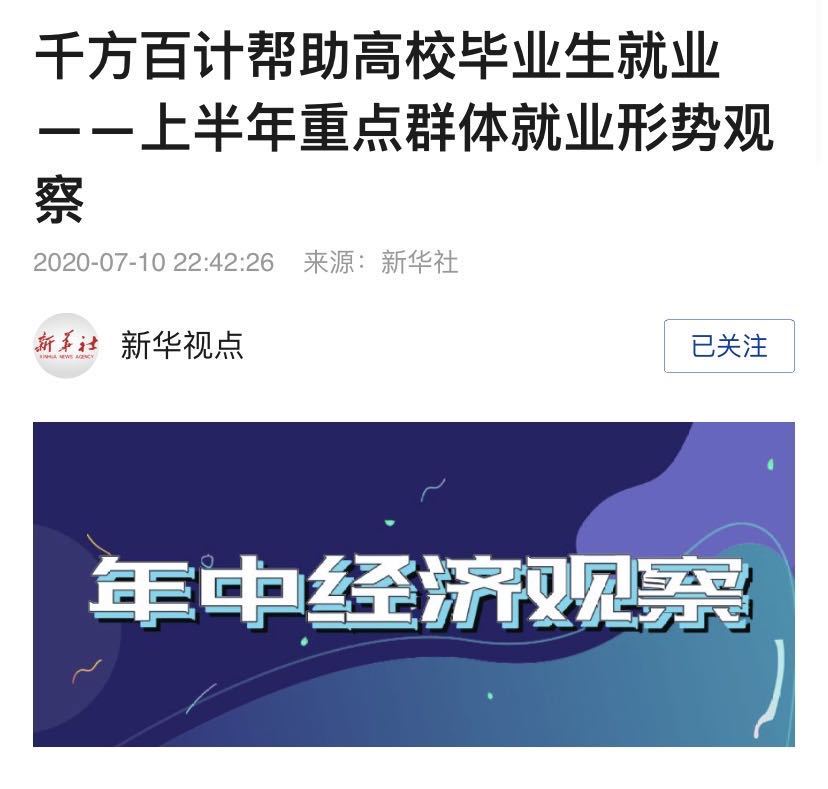 千方百计帮助高校毕业生就业
——上半年重点群体就业形势观
察
2020-07-10 22:42:26 来源：新华社
新华社
XINHUA NEWS AGENCY
新华视点
已关注
年中经济观察